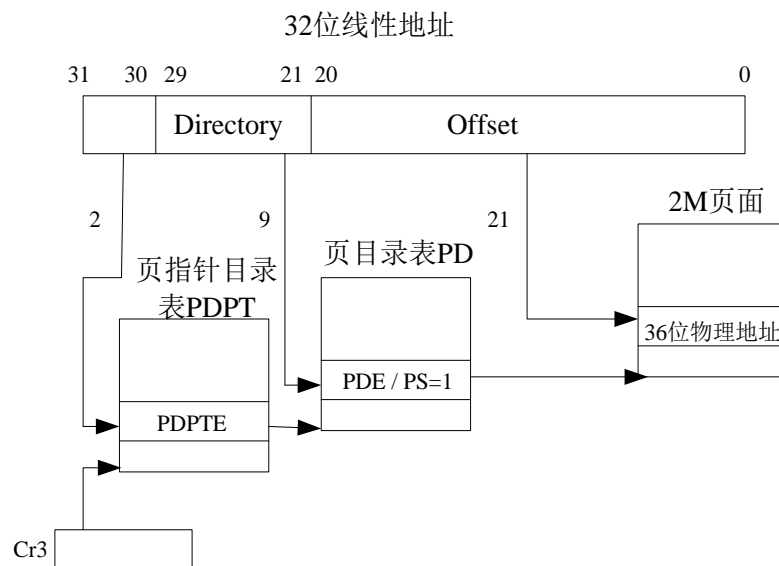 32位线性地址
31 30 29 21 20 0
Directory Offset
2 9 21
2M页面
页目录表PD
页指针目录
表PDPT
36位物理地址
PDE / PS=1
PDPTE
Cr3